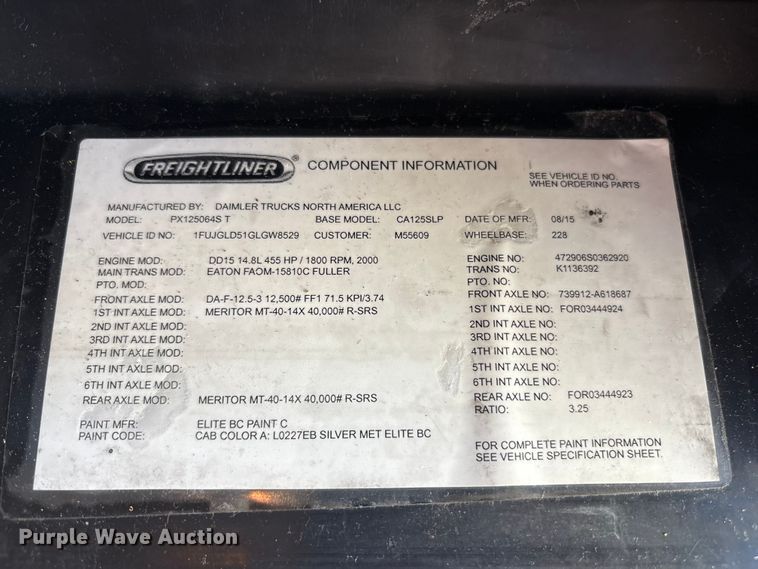 FREIGHTLINER ® COMPONENT INFORMATION
SEE VEHICLE ID NO.
WHEN ORDERING PARTS
MANUFACTURED BY: DAIMLER TRUCKS NORTH AMERICA LLC
MODEL: PX125064S T BASE MODEL: CA125SLP DATE OF MFR: 08/15
VEHICLE ID NO: 1FUJGLD51GLGW8529 CUSTOMER: M55609 WHEELBASE: 228
ENGINE MOD: DD15 14.8L 455 HP / 1800 RPM, 2000 ENGINE NO: 472906S0362920
MAIN TRANS MOD: EATON FAOM-15810C FULLER TRANS NO: K1136392
PTO. MOD: PTO. NO:
FRONT AXLE MOD: DA-F-12.5-3 12,500# FF1 71.5 KPI/3.74 FRONT AXLE NO: 739912-A618687
1ST INT AXLE MOD: MERITOR MT-40-14X 40,000# R-SRS 1ST INT AXLE NO: FOR03444924
2ND INT AXLE MOD: 2ND INT AXLE NO:
3RD INT AXLE MOD: 3RD INT AXLE NO:
4TH INT AXLE MOD: 4TH INT AXLE NO:
5TH INT AXLE MOD: 5TH INT AXLE NO:
6TH INT AXLE MOD: 6TH INT AXLE NO:
REAR AXLE MOD: MERITOR MT-40-14X 40,000# R-SRS REAR AXLE NO: FOR03444923
RATIO: 3.25
PAINT MFR: ELITE BC PAINT C
PAINT CODE: CAB COLOR A: L0227EB SILVER MET ELITE BC
FOR COMPLETE PAINT INFORMATION
SEE VEHICLE SPECIFICATION SHEET.
Purple Wave Auction